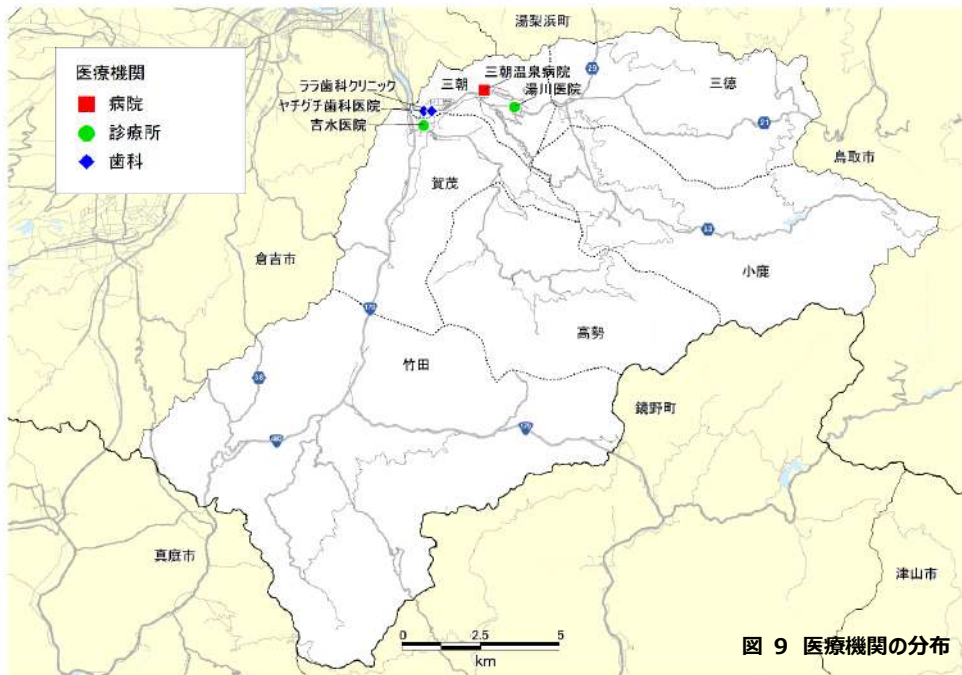 医療機関
病院
診療所
歯科
湯梨浜町
三朝温泉病院
湯川医院
三朝
三徳
29
21
ララ歯科クリニック
ヤチグチ歯科医院
吉水医院
鳥取市
賀茂
33
倉吉市
小鹿
179
高勢
竹田
38
鏡野町
482
179
真庭市
津山市
0 2.5 5
km
図 9 医療機関の分布